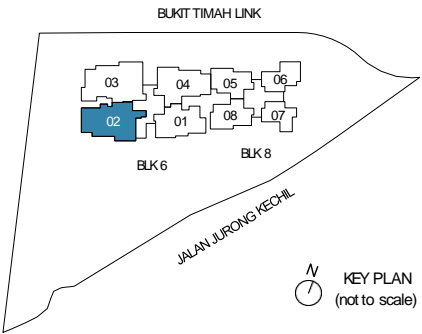 BUKIT TIMAH LINK
03
04
05
06
02
01
08
07
BLK 6
BLK 8
JALAN JURONG KECHIL
N
KEY PLAN
(not to scale)